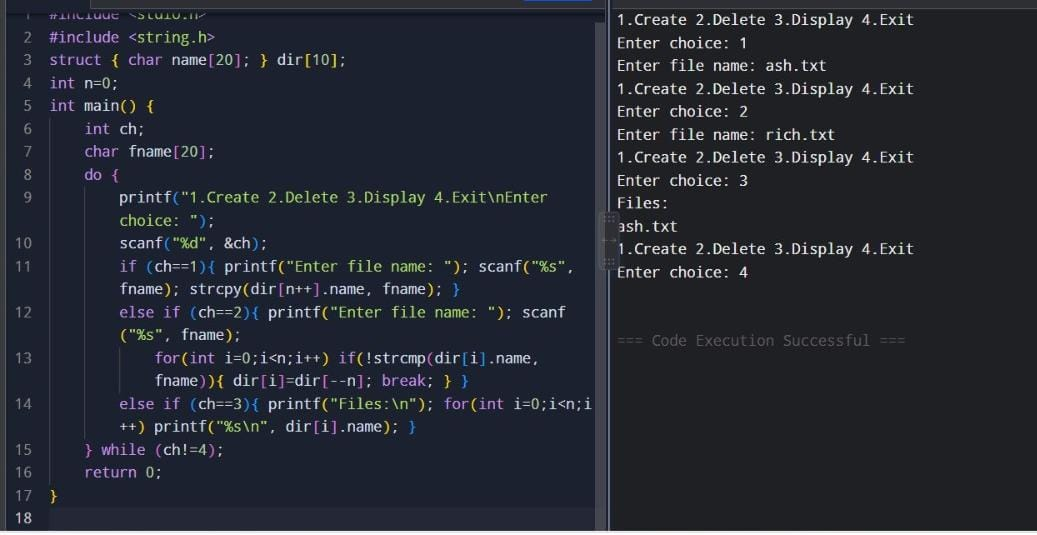 1 #include <stdio.h>
2 #include <string.h>
3 struct { char name[20]; } dir[10];
4 int n=0;
5 int main() {
6 int ch;
7 char fname[20];
8 do {
9 printf("1.Create 2.Delete 3.Display 4.Exit\nEnter
choice: ");
10 scanf("%d", &ch);
11 if (ch==1){ printf("Enter file name: "); scanf("%s",
fname); strcpy(dir[n++].name, fname); }
12 else if (ch==2){ printf("Enter file name: "); scanf
("%s", fname);
13 for(int i=0;i<n;i++) if(!strcmp(dir[i].name,
fname)){ dir[i]=dir[--n]; break; } }
14 else if (ch==3){ printf("Files:\n"); for(int i=0;i<n;i
++) printf("%s\n", dir[i].name); }
15 } while (ch!=4);
16 return 0;
17 }
18
1.Create 2.Delete 3.Display 4.Exit
Enter choice: 1
Enter file name: ash.txt
1.Create 2.Delete 3.Display 4.Exit
Enter choice: 2
Enter file name: rich.txt
1.Create 2.Delete 3.Display 4.Exit
Enter choice: 3
Files:
ash.txt
1.Create 2.Delete 3.Display 4.Exit
Enter choice: 4
=== Code Execution Successful ===